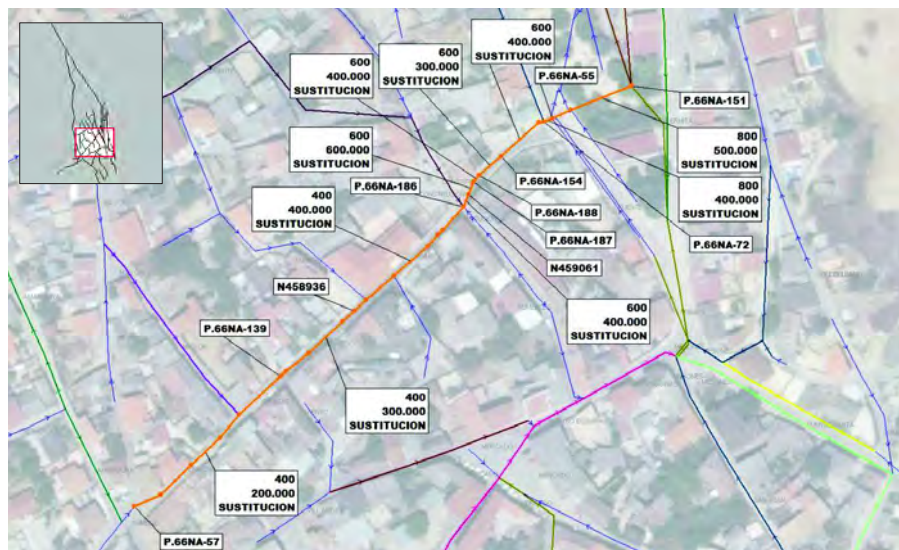 600
400.000
SUSTITUCION
600
300.000
SUSTITUCION
600
400.000
SUSTITUCION
P.66NA-55
P.66NA-151
600
600.000
SUSTITUCION
800
500.000
SUSTITUCION
P.66NA-186
P.66NA-154
400
400.000
SUSTITUCION
800
400.000
SUSTITUCION
P.66NA-188
P.66NA-187
P.66NA-72
N459061
N458936
600
400.000
SUSTITUCION
P.66NA-139
400
300.000
SUSTITUCION
400
200.000
SUSTITUCION
P.66NA-57